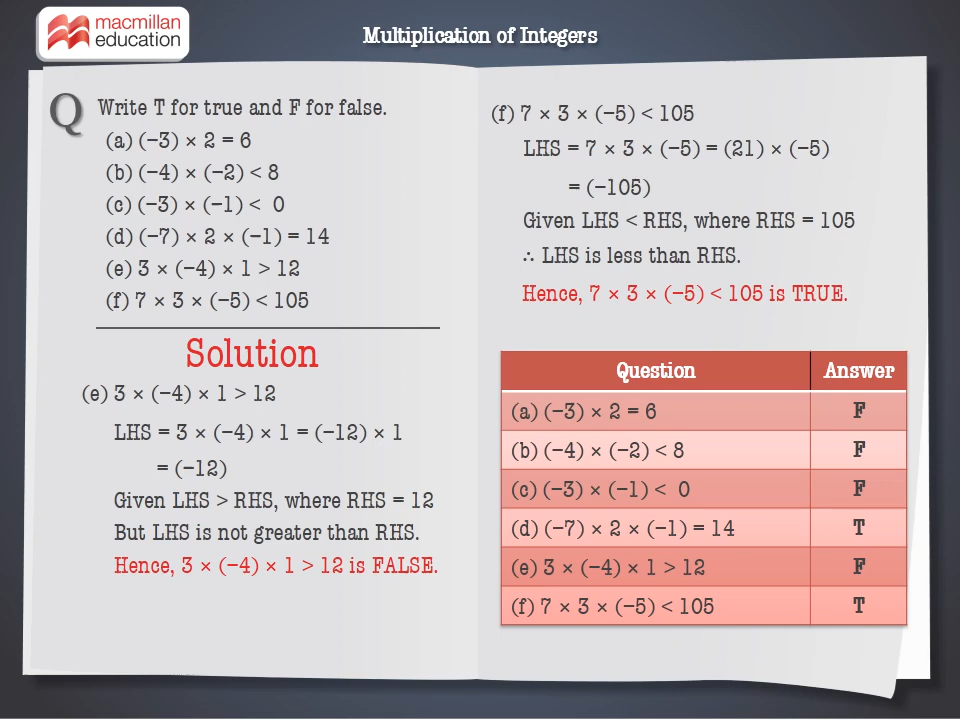 macmillan
education
Multiplication of Integers
Q Write T for true and F for false.
(a) (−3) × 2 = 6
(b) (−4) × (−2) < 8
(c) (−3) × (−1) < 0
(d) (−7) × 2 × (−1) = 14
(e) 3 × (−4) × 1 > 12
(f) 7 × 3 × (−5) < 105
Solution
(e) 3 × (−4) × 1 > 12
LHS = 3 × (−4) × 1 = (−12) × 1
= (−12)
Given LHS > RHS, where RHS = 12
But LHS is not greater than RHS.
Hence, 3 × (−4) × 1 > 12 is FALSE.
(f) 7 × 3 × (−5) < 105
LHS = 7 × 3 × (−5) = (21) × (−5)
= (−105)
Given LHS < RHS, where RHS = 105
∴ LHS is less than RHS.
Hence, 7 × 3 × (−5) < 105 is TRUE.
Question Answer
(a) (−3) × 2 = 6 F
(b) (−4) × (−2) < 8 F
(c) (−3) × (−1) < 0 F
(d) (−7) × 2 × (−1) = 14 T
(e) 3 × (−4) × 1 > 12 F
(f) 7 × 3 × (−5) < 105 T